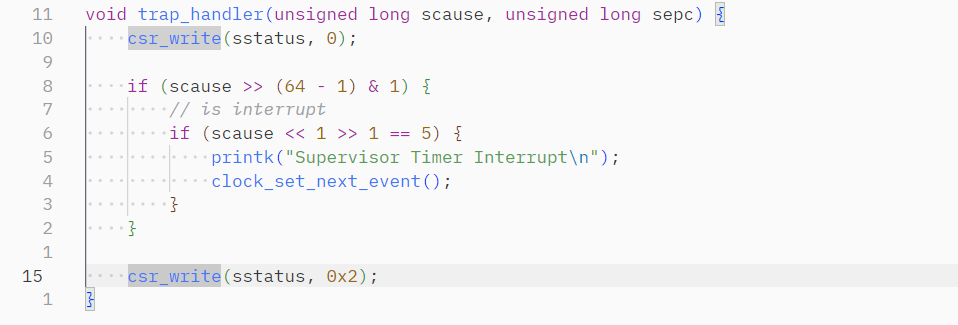 11 void trap_handler(unsigned long scause, unsigned long sepc) {
10 csr_write(sstatus, 0);
9
8 if (scause >> (64 - 1) & 1) {
7 // is interrupt
6 if (scause << 1 >> 1 == 5) {
5 printk("Supervisor Timer Interrupt\n");
4 clock_set_next_event();
3 }
2 }
1
15 csr_write(sstatus, 0x2);
1 }